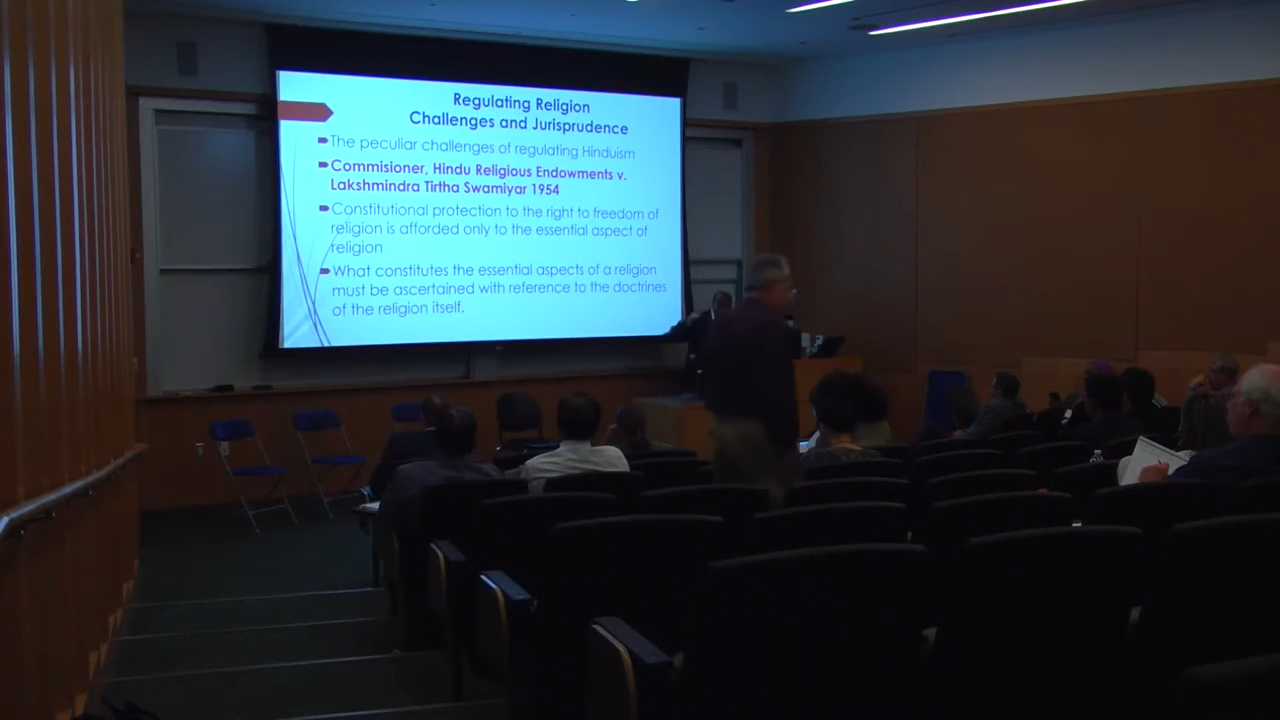 Regulating Religion
Challenges and Jurisprudence
The peculiar challenges of regulating Hinduism
Commisioner, Hindu Religious Endowments v.
Lakshmindra Tirtha Swamiyar 1954
Constitutional protection to the right to freedom of
religion is afforded only to the essential aspect of
religion
What constitutes the essential aspects of a religion
must be ascertained with reference to the doctrines
of the religion itself.